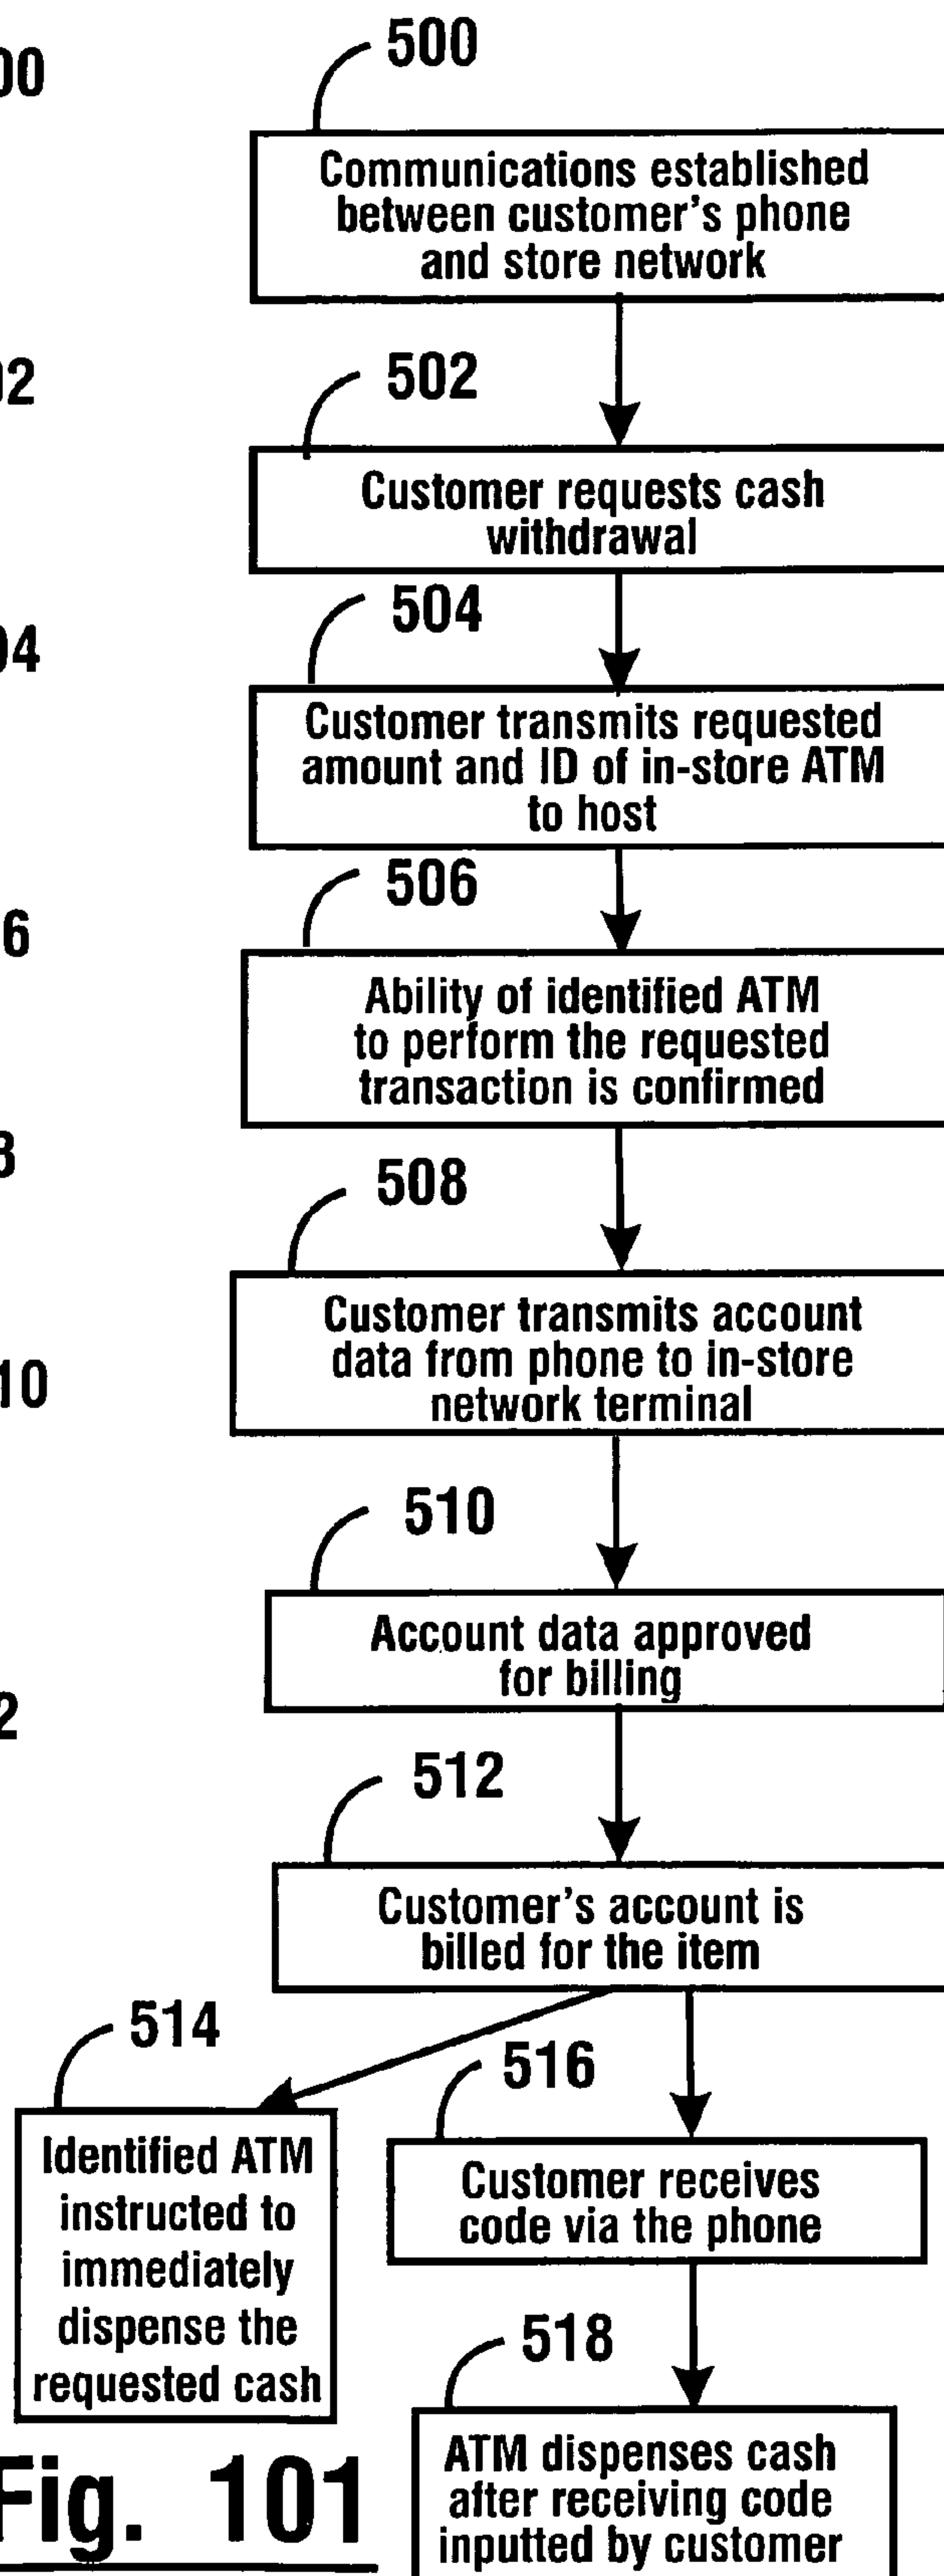 500
Communications established
between customer's phone
and store network
502
Customer requests cash
withdrawal
504
Customer transmits requested
amount and ID of in-store ATM
to host
506
Ability of identified ATM
to perform the requested
transaction is confirmed
508
Customer transmits account
data from phone to in-store
network terminal
510
Account data approved
for billing
512
Customer's account is
billed for the item
514
Identified ATM
instructed to
immediately
dispense the
requested cash
516
Customer receives
code via the phone
518
ATM dispenses cash
after receiving code
inputted by customer
Fig. 101